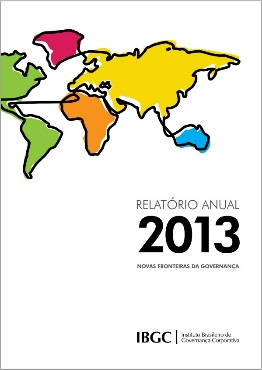 RELATÓRIO ANUAL
2013
NOVAS FRONTEIRAS DA GOVERNANÇA
IBGC
Instituto Brasileiro de
Governança Corporativa